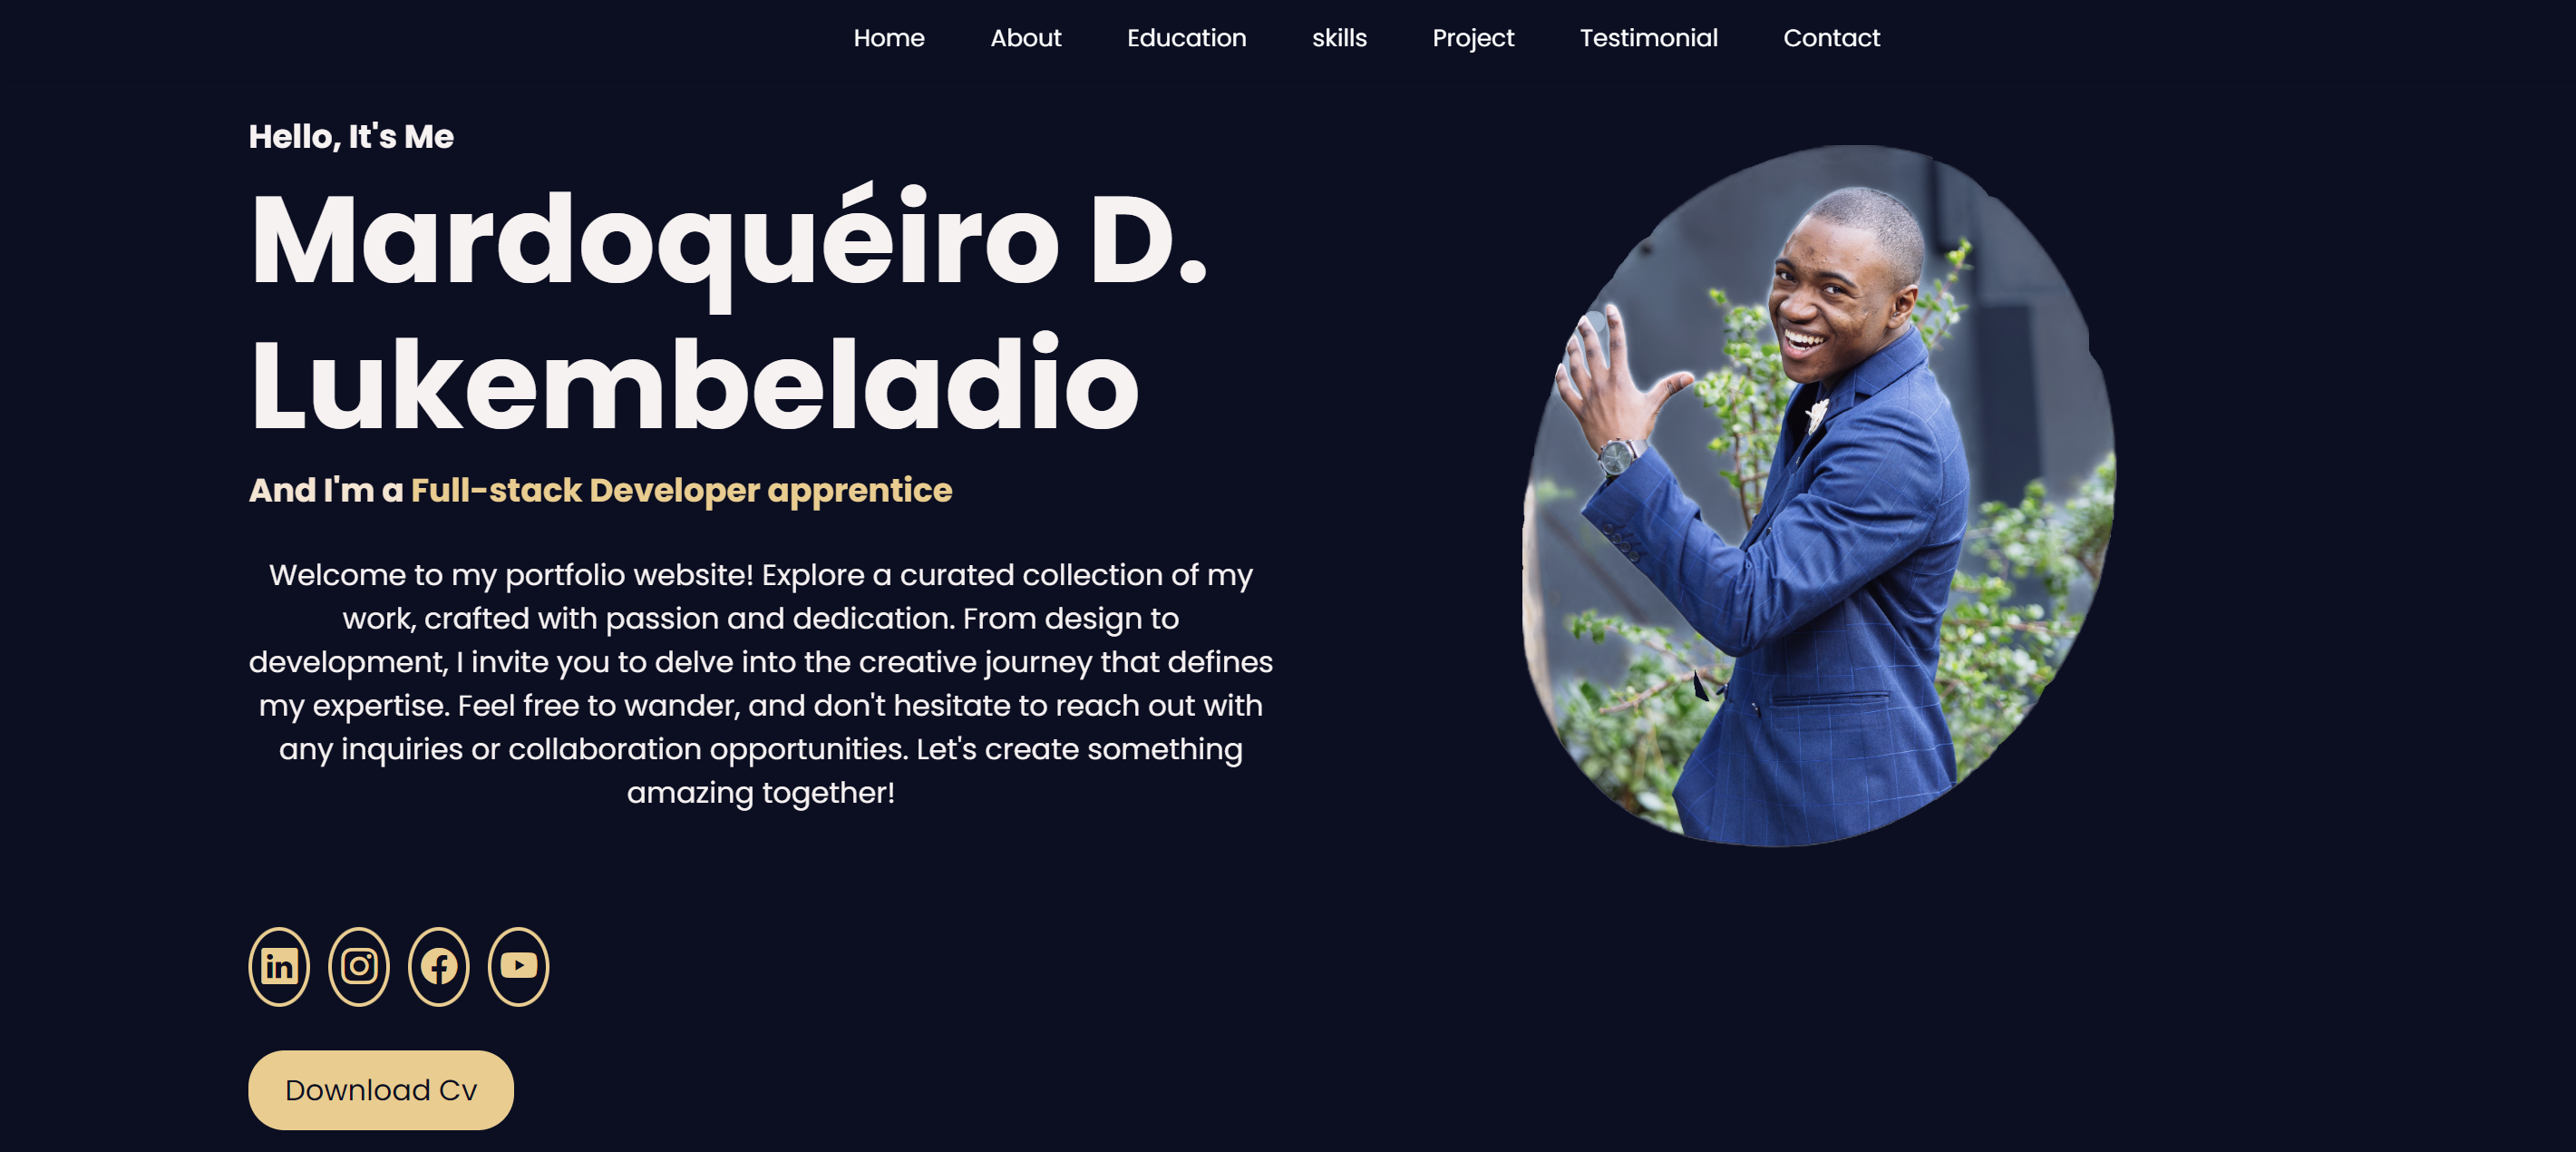 Home About Education skills Project Testimonial Contact
Hello, It's Me
Mardoquéiro D.
Lukembeladio
And I'm a Full-stack Developer apprentice
Welcome to my portfolio website! Explore a curated collection of my
work, crafted with passion and dedication. From design to
development, I invite you to delve into the creative journey that defines
my expertise. Feel free to wander, and don't hesitate to reach out with
any inquiries or collaboration opportunities. Let's create something
amazing together!
in
Download Cv